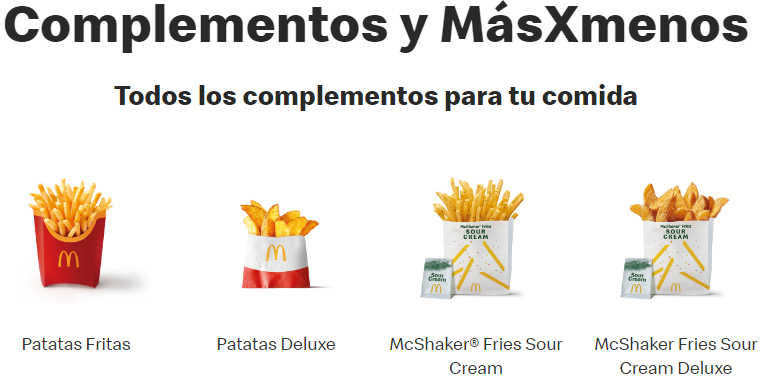 Complementos y MásXmenos
Todos los complementos para tu comida
McShaker® Fries
SOUR
CREAM
McShaker® Fries
SOUR
CREAM
Sour
Cream
Sour
Cream
Patatas Fritas
Patatas Deluxe
McShaker® Fries Sour
Cream
McShaker Fries Sour
Cream Deluxe